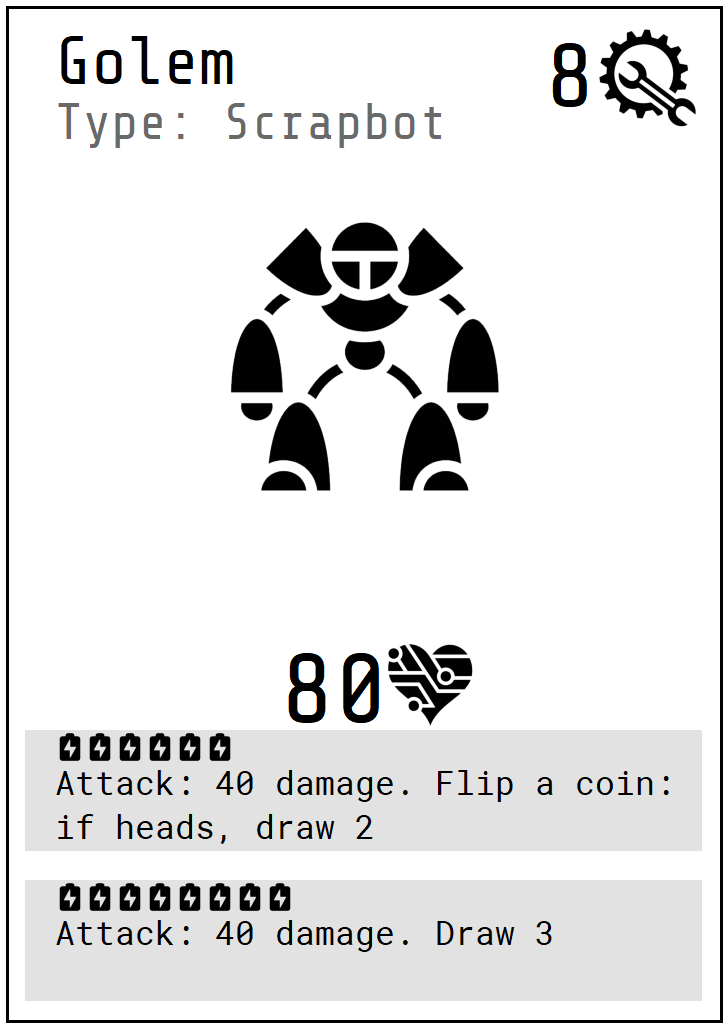 Golem
8
Type: Scrapbot
80
Attack: 40 damage. Flip a coin:
if heads, draw 2
Attack: 40 damage. Draw 3